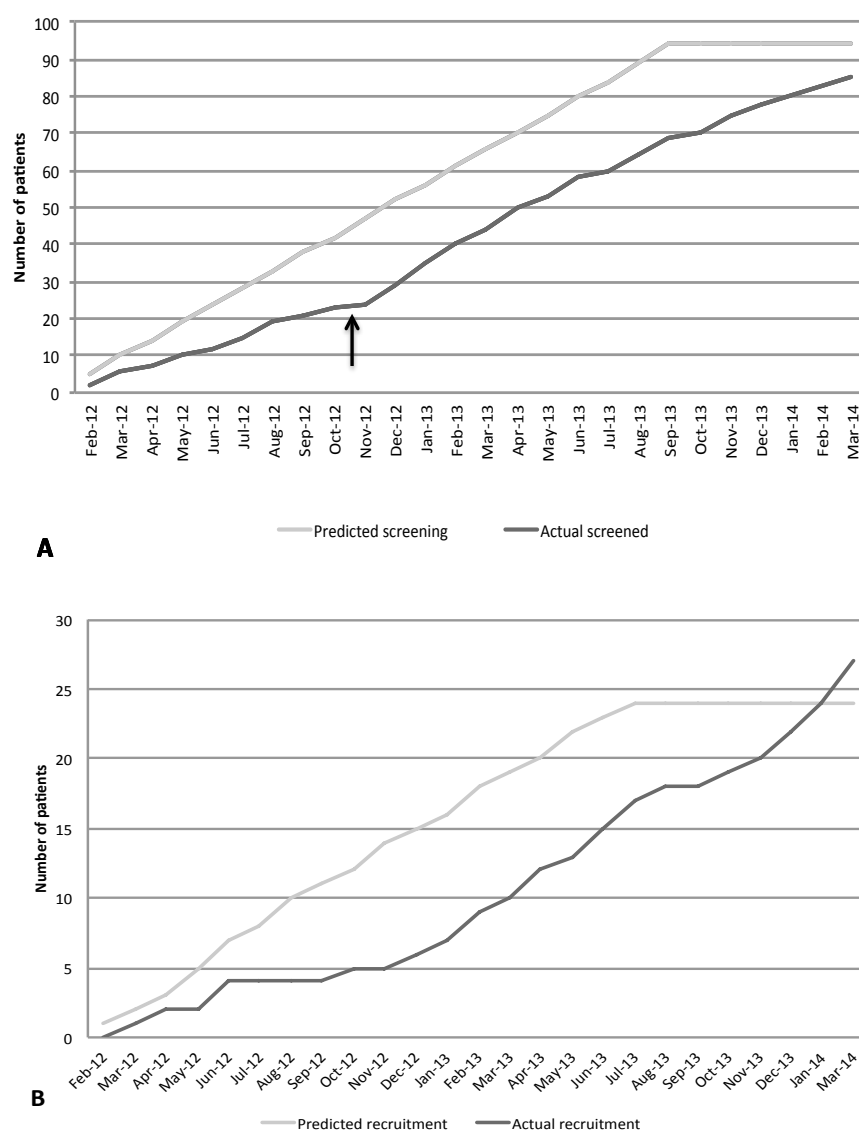 100
90
80
70
60
50
40
30
20
10
0
Number of patients
Feb-12
Mar-12
Apr-12
May-12
Jun-12
Jul-12
Aug-12
Sep-12
Oct-12
Nov-12
Dec-12
Jan-13
Feb-13
Mar-13
Apr-13
May-13
Jun-13
Jul-13
Aug-13
Sep-13
Oct-13
Nov-13
Dec-13
Jan-14
Feb-14
Mar-14
Predicted screening
Actual screened
A
30
25
20
15
10
5
0
Number of patients
Feb-12
Mar-12
Apr-12
May-12
Jun-12
Jul-12
Aug-12
Sep-12
Oct-12
Nov-12
Dec-12
Jan-13
Feb-13
Mar-13
Apr-13
May-13
Jun-13
Jul-13
Aug-13
Sep-13
Oct-13
Nov-13
Dec-13
Jan-14
Mar-14
B
Predicted recruitment
Actual recruitment